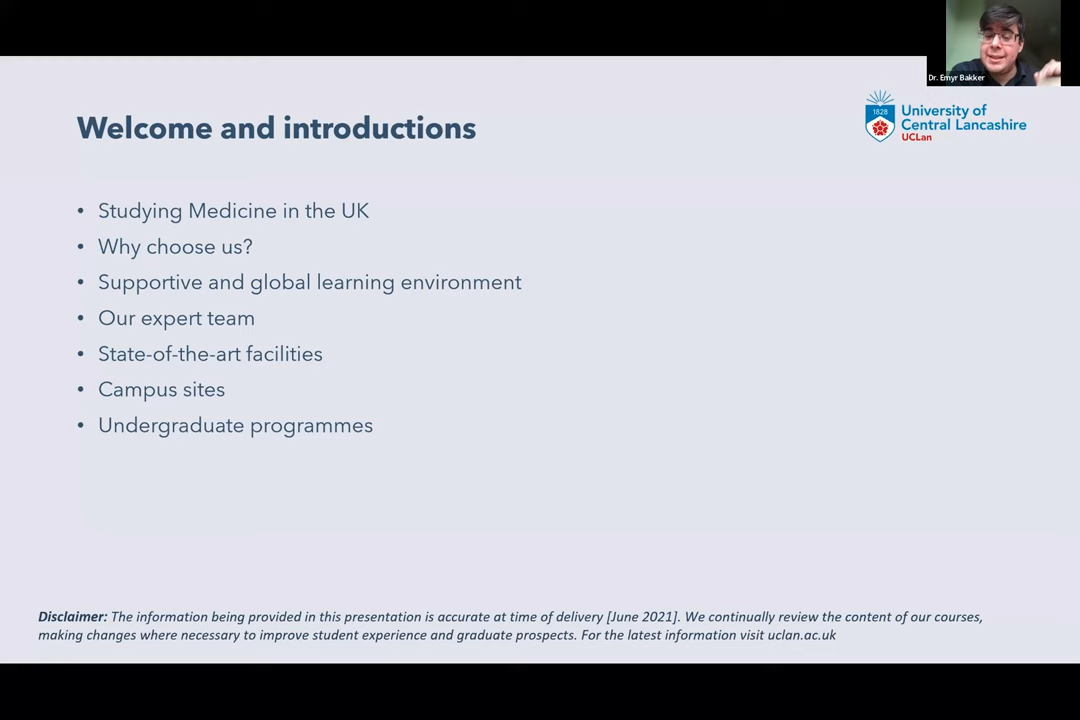 Dr. Emyr Bakker
Welcome and introductions
1828
University of
Central Lancashire
UCLan
• Studying Medicine in the UK
• Why choose us?
• Supportive and global learning environment
• Our expert team
• State-of-the-art facilities
• Campus sites
• Undergraduate programmes
Disclaimer: The information being provided in this presentation is accurate at time of delivery [June 2021]. We continually review the content of our courses,
making changes where necessary to improve student experience and graduate prospects. For the latest information visit uclan.ac.uk